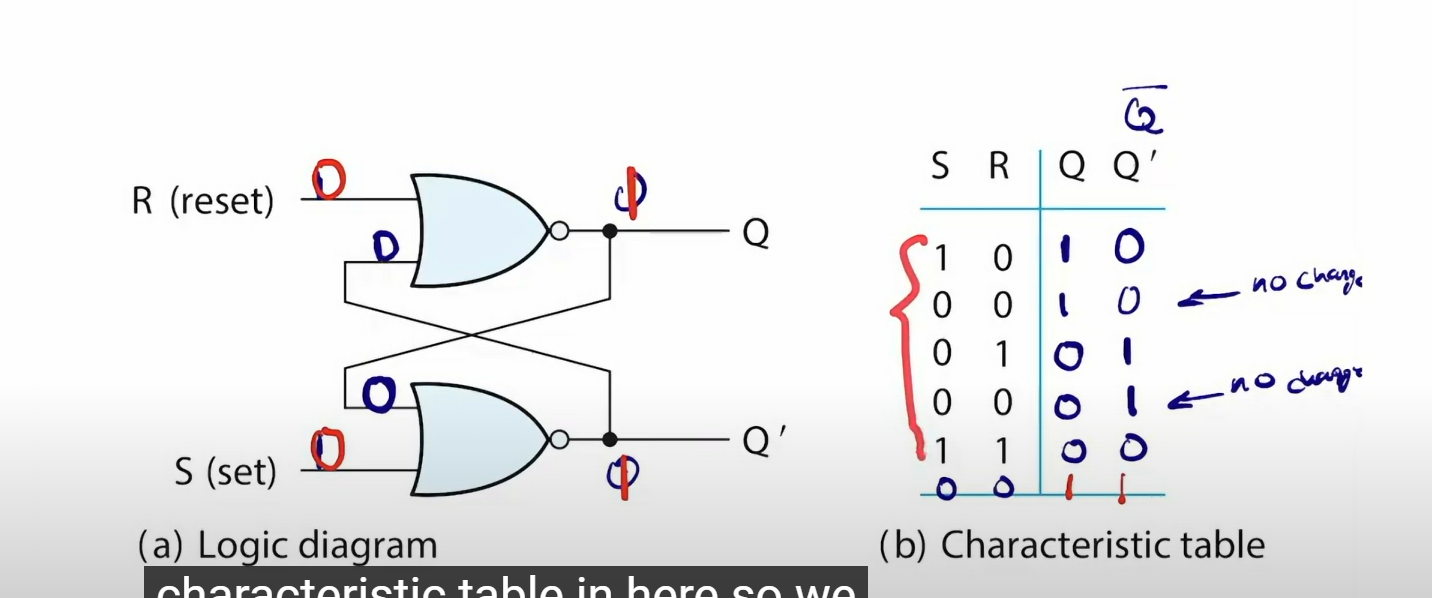 Q̅
S R Q Q′
R (reset) 0 0 Q
1 0 1 0
0 0 1 0 ← no change
0 1 0 1
0 0 0 1 ← no change
1 1 0 0
0 0 1 1
0
0
S (set) 0 0 Q′
(a) Logic diagram
(b) Characteristic table
characteristic table in here so we